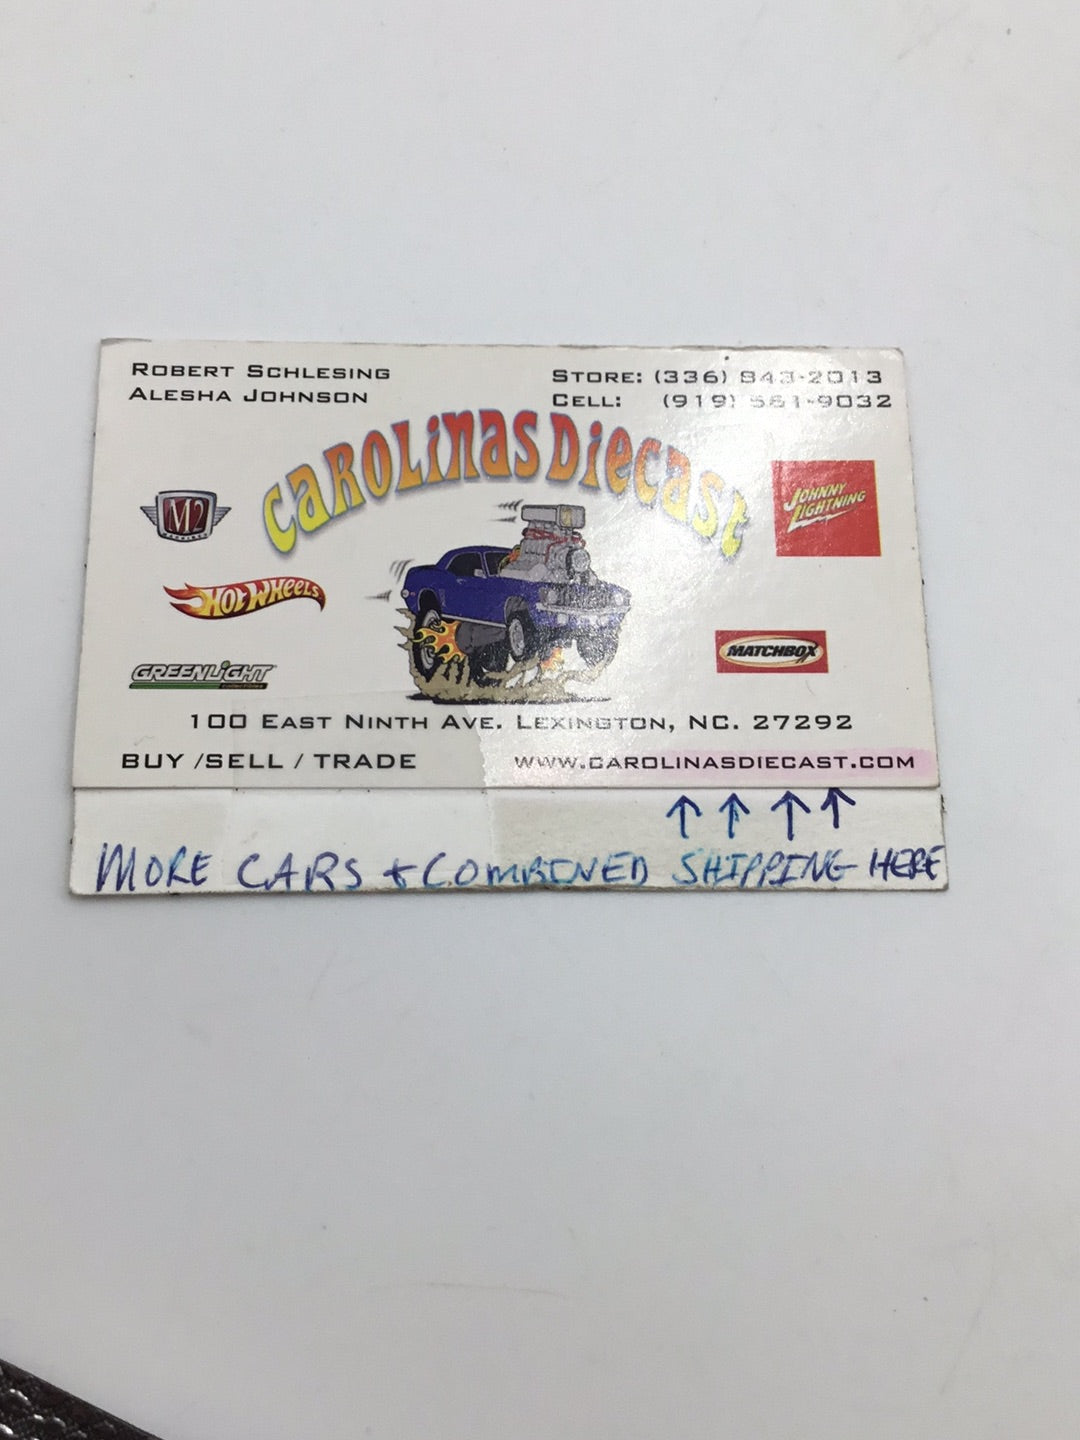 ROBERT SCHLESING
ALESHA JOHNSON
STORE: (336) 843-2013
CELL: (919) 561-9032
CAROLINAS DIECAST
M2
MACHINES
JOHNNY
LIGHTNING
HOT WHEELS
MATCHBOX
GREENLIGHT
COLLECTIBLES
100 EAST NINTH AVE. LEXINGTON, NC. 27292
BUY /SELL / TRADE
WWW.CAROLINASDIECAST.COM
MORE CARS + COMBINED SHIPPING HERE